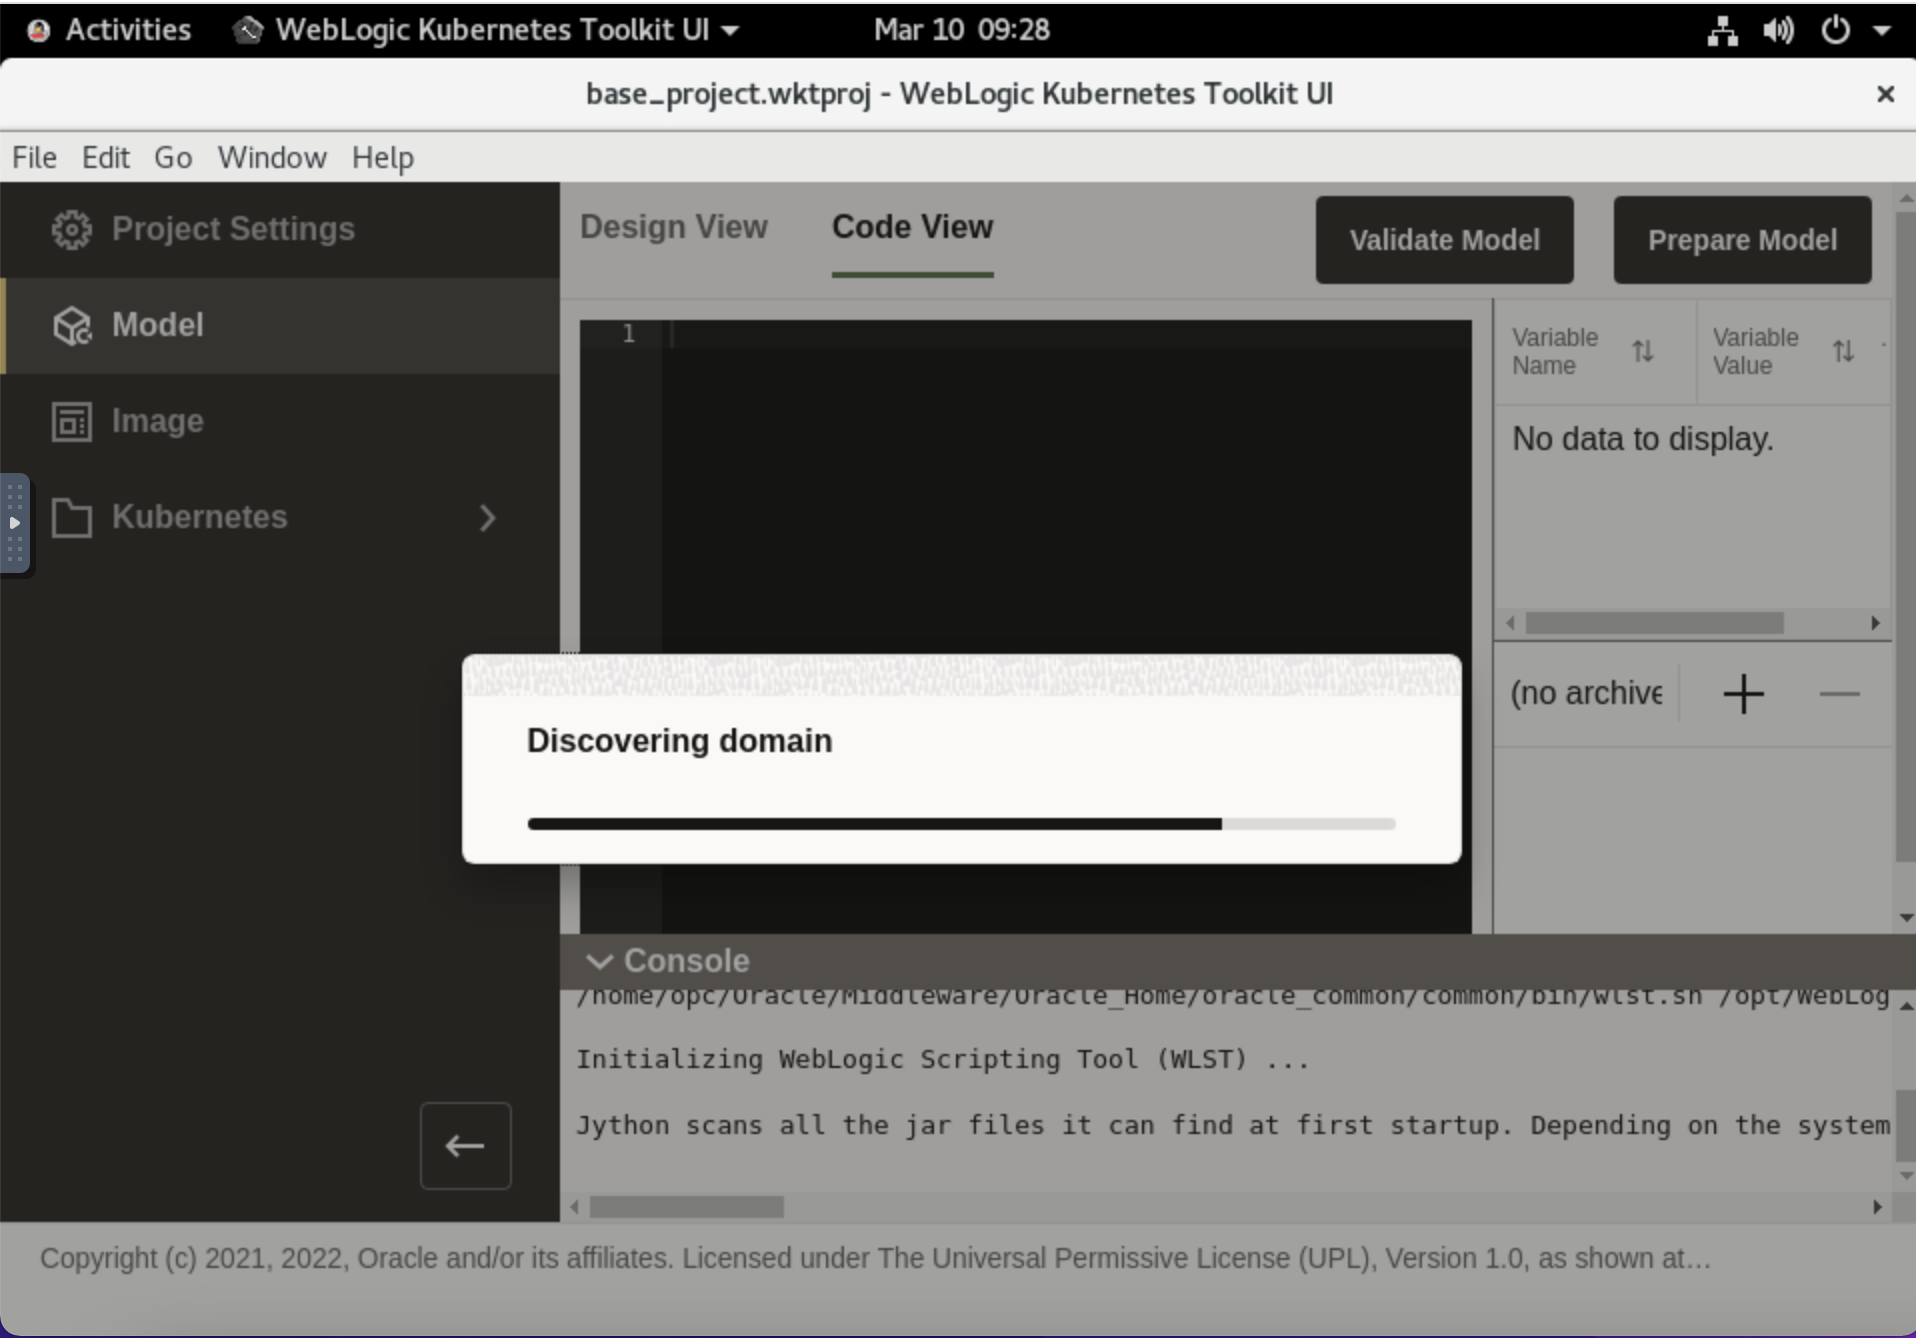 Activities WebLogic Kubernetes Toolkit UI Mar 10 09:28
base_project.wktproj - WebLogic Kubernetes Toolkit UI
File Edit Go Window Help
Project Settings
Model
Image
Kubernetes
Design View Code View Validate Model Prepare Model
1
Variable Name
Variable Value
No data to display.
(no archive
Discovering domain
Console
/home/opc/Oracle/Middleware/Oracle_Home/oracle_common/common/bin/wlst.sh /opt/WebLog
Initializing WebLogic Scripting Tool (WLST) ...
Jython scans all the jar files it can find at first startup. Depending on the system
Copyright (c) 2021, 2022, Oracle and/or its affiliates. Licensed under The Universal Permissive License (UPL), Version 1.0, as shown at...